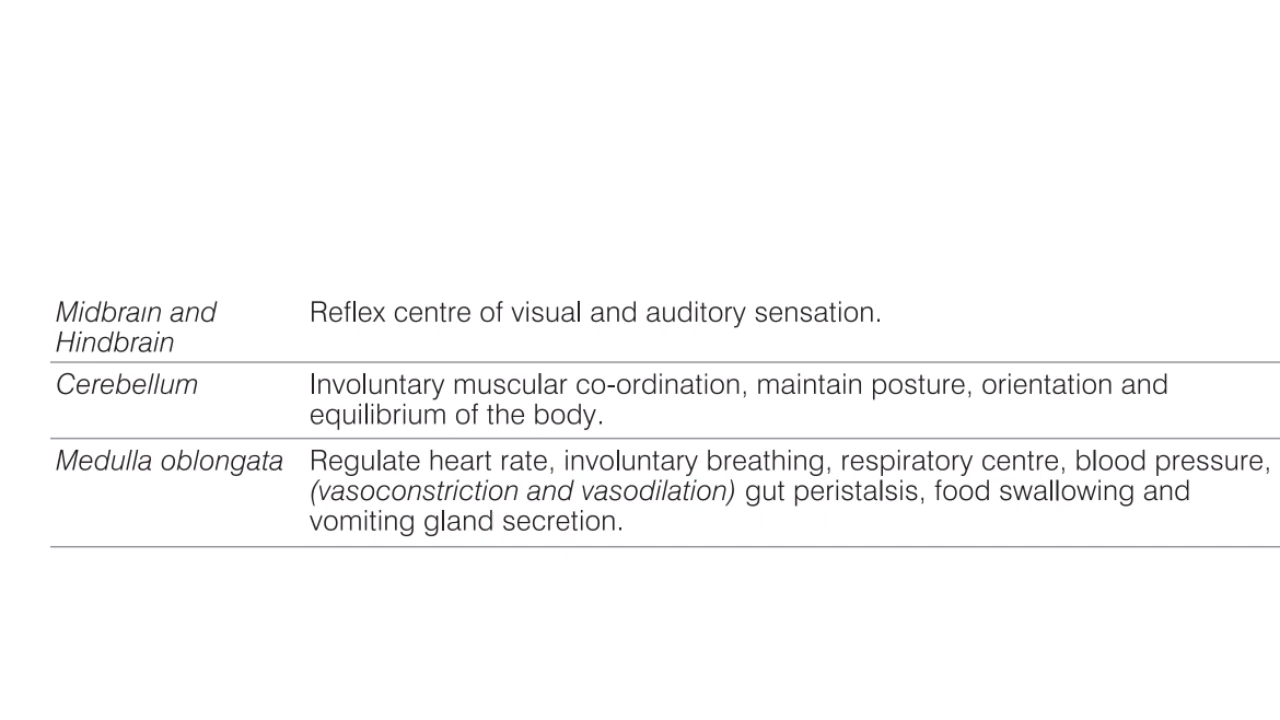 Midbrain and Reflex centre of visual and auditory sensation.
Hindbrain
Cerebellum Involuntary muscular co-ordination, maintain posture, orientation and
equilibrium of the body.
Medulla oblongata Regulate heart rate, involuntary breathing, respiratory centre, blood pressure,
(vasoconstriction and vasodilation) gut peristalsis, food swallowing and
vomiting gland secretion.